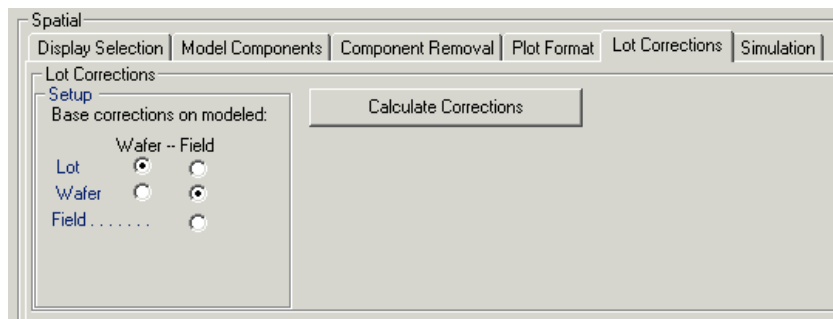 Spatial
Display Selection Model Components Component Removal Plot Format Lot Corrections Simulation
Lot Corrections
Setup
Base corrections on modeled:
Calculate Corrections
Wafer -- Field
Lot
Wafer
Field . . . . . . .